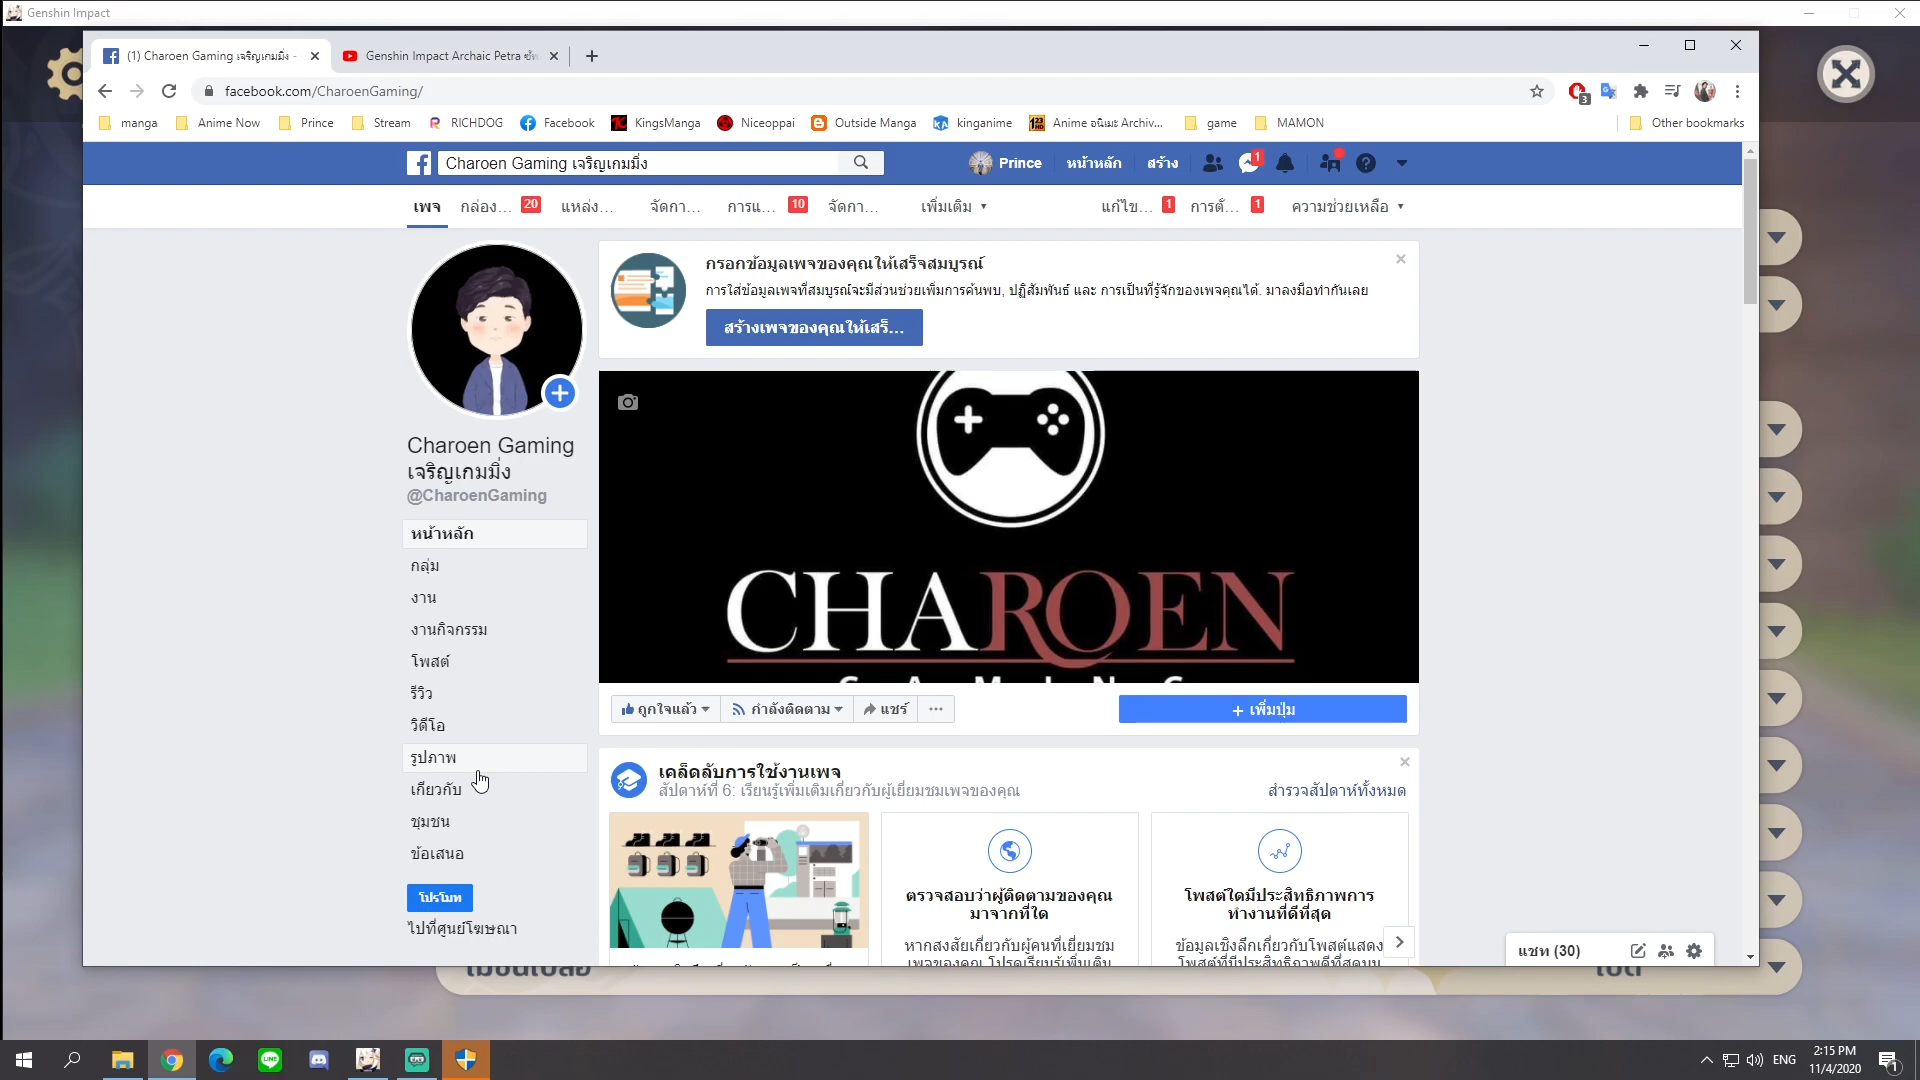 Genshin Impact
(1) Charoen Gaming เจริญเกมมิ่ง -
Genshin Impact Archaic Petra
facebook.com/CharoenGaming/
3
manga
Anime Now
Prince
Stream
RICHDOG
Facebook
KingsManga
Niceoppai
Outside Manga
kinganime
Anime อนิเมะ Archiv...
game
MAMON
Other bookmarks
Charoen Gaming เจริญเกมมิ่ง
Prince
หน้าหลัก
สร้าง
1
เพจ
กล่อง... 20
แหล่ง...
จัดกา...
การแ... 10
จัดกา...
เพิ่มเติม
แก้ไข... 1
การตั้... 1
ความช่วยเหลือ
กรอกข้อมูลเพจของคุณให้เสร็จสมบูรณ์
การใส่ข้อมูลเพจที่สมบูรณ์จะมีส่วนช่วยเพิ่มการค้นพบ, ปฏิสัมพันธ์ และ การเป็นที่รู้จักของเพจคุณได้. มาลงมือทำกันเลย
สร้างเพจของคุณให้เสร็...
Charoen Gaming
เจริญเกมมิ่ง
@CharoenGaming
หน้าหลัก
กลุ่ม
งาน
งานกิจกรรม
โพสต์
รีวิว
วิดีโอ
รูปภาพ
เกี่ยวกับ
ชุมชน
ข้อเสนอ
โปรโมท
ไปที่ศูนย์โฆษณา
CHAROEN
GAMING
ถูกใจแล้ว
กำลังติดตาม
แชร์
...
+ เพิ่มปุ่ม
เคล็ดลับการใช้งานเพจ
สัปดาห์ที่ 6: เรียนรู้เพิ่มเติมเกี่ยวกับผู้เยี่ยมชมเพจของคุณ
สำรวจสัปดาห์ทั้งหมด
ตรวจสอบว่าผู้ติดตามของคุณ
มาจากที่ใด
หากสงสัยเกี่ยวกับผู้คนที่เยี่ยมชม
เพจของคุณ โปรดเรียนรู้เพิ่มเติม
โพสต์ใดมีประสิทธิภาพการ
ทำงานที่ดีที่สุด
ข้อมูลเชิงลึกเกี่ยวกับโพสต์แสดง
โพสต์ที่มีประสิทธิภาพดีที่สุดบน
แชท (30)
เปิด
ENG
2:15 PM
11/4/2020
1